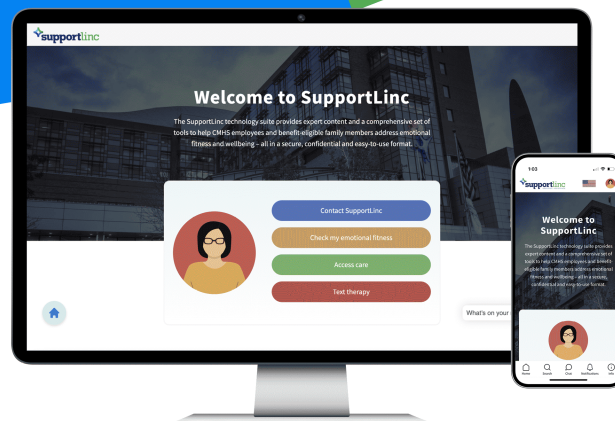 supportlinc
Welcome to SupportLinc
The SupportLinc technology suite provides expert content and a comprehensive set of
tools to help CMHS employees and benefit-eligible family members address emotional
fitness and wellbeing – all in a secure, confidential and easy-to-use format.
Contact SupportLinc
Check my emotional fitness
Access care
Text therapy
What's on your
1:03
supportlinc
Welcome to
SupportLinc
The SupportLinc technology suite provides
expert content and a comprehensive set of
tools to help CMHS employees and benefit-
eligible family members address emotional
fitness and wellbeing – all in a secure,
confidential and easy-to-use format.
Home Search Chat Notifications Info